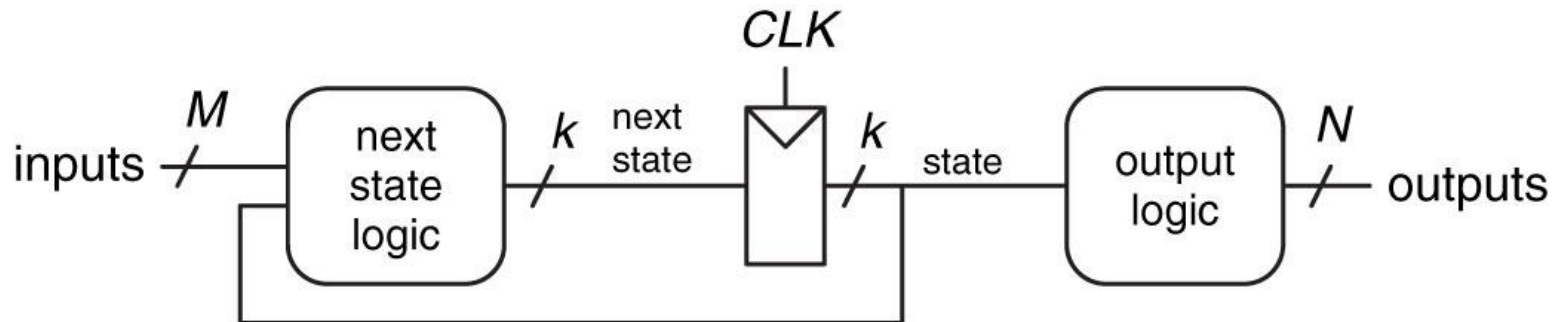 CLK
M
inputs
next
state
logic
k
next
state
k
state
output
logic
N
outputs